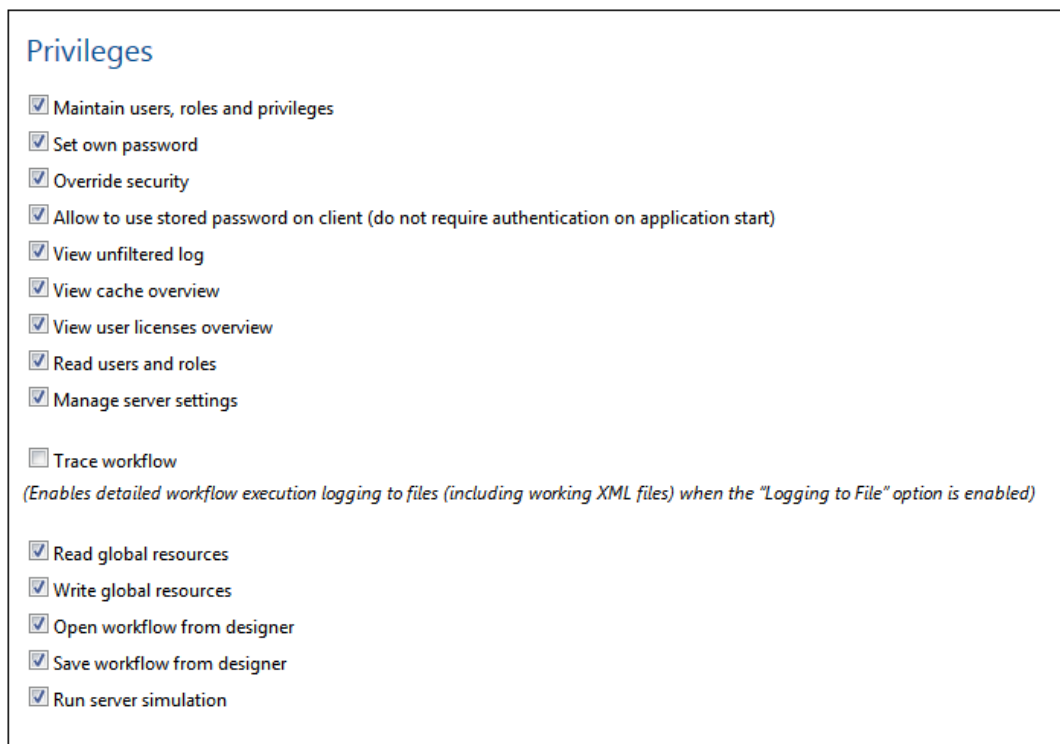 Privileges
Maintain users, roles and privileges
Set own password
Override security
Allow to use stored password on client (do not require authentication on application start)
View unfiltered log
View cache overview
View user licenses overview
Read users and roles
Manage server settings
Trace workflow
(Enables detailed workflow execution logging to files (including working XML files) when the "Logging to File" option is enabled)
Read global resources
Write global resources
Open workflow from designer
Save workflow from designer
Run server simulation